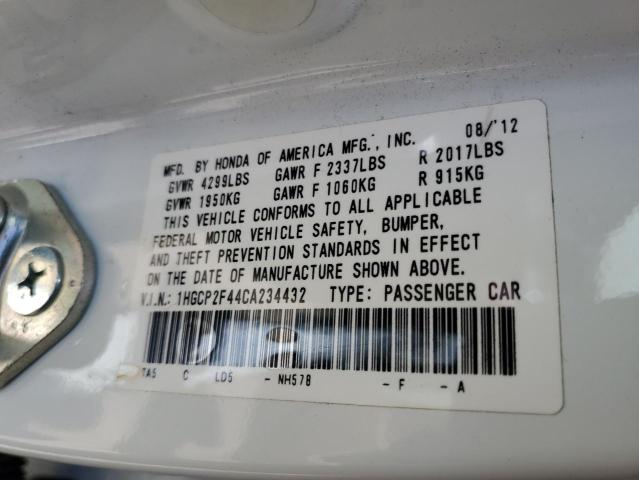 MFD. BY HONDA OF AMERICA MFG., INC. 08/'12
GVWR 4299LBS GAWR F 2337LBS R 2017LBS
GVWR 1950KG GAWR F 1060KG R 915KG
THIS VEHICLE CONFORMS TO ALL APPLICABLE
FEDERAL MOTOR VEHICLE SAFETY, BUMPER,
AND THEFT PREVENTION STANDARDS IN EFFECT
ON THE DATE OF MANUFACTURE SHOWN ABOVE.
V.I.N.: 1HGCP2F44CA234432 TYPE: PASSENGER CAR
TA5 C LD5 - NH578 - F - A